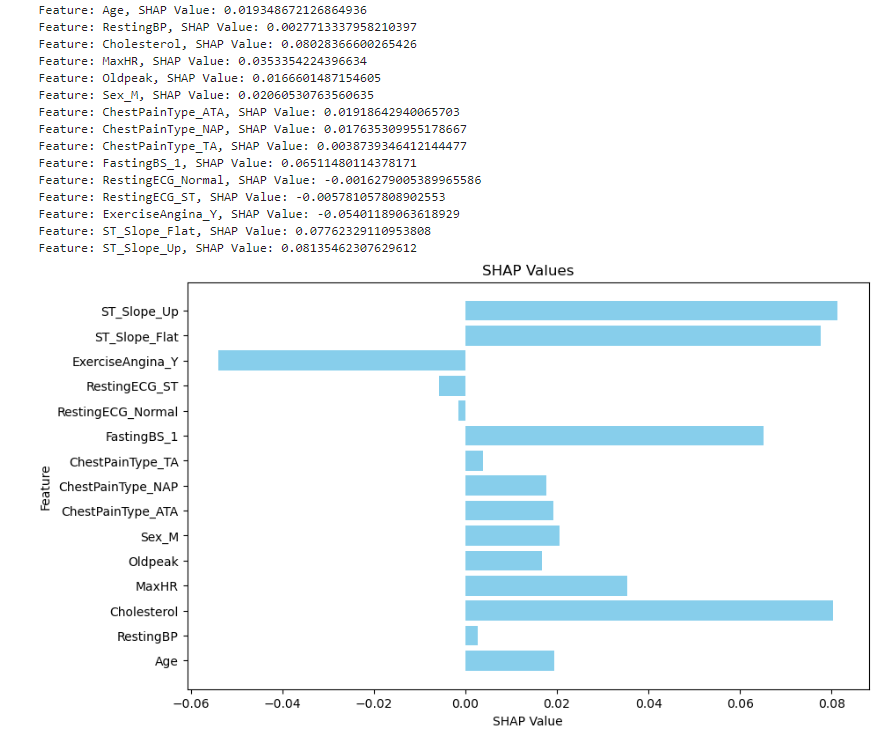 Feature: Age, SHAP Value: 0.019348672126864936
Feature: RestingBP, SHAP Value: 0.0027713337958210397
Feature: Cholesterol, SHAP Value: 0.08028366600265426
Feature: MaxHR, SHAP Value: 0.0353354224396634
Feature: Oldpeak, SHAP Value: 0.0166601487154605
Feature: Sex_M, SHAP Value: 0.02060530763560635
Feature: ChestPainType_ATA, SHAP Value: 0.01918642940065703
Feature: ChestPainType_NAP, SHAP Value: 0.017635309955178667
Feature: ChestPainType_TA, SHAP Value: 0.0038739346412144477
Feature: FastingBS_1, SHAP Value: 0.06511480114378171
Feature: RestingECG_Normal, SHAP Value: -0.0016279005389965586
Feature: RestingECG_ST, SHAP Value: -0.005781057808902553
Feature: ExerciseAngina_Y, SHAP Value: -0.05401189063618929
Feature: ST_Slope_Flat, SHAP Value: 0.07762329110953808
Feature: ST_Slope_Up, SHAP Value: 0.08135462307629612
SHAP Values
ST_Slope_Up
ST_Slope_Flat
ExerciseAngina_Y
RestingECG_ST
RestingECG_Normal
FastingBS_1
ChestPainType_TA
ChestPainType_NAP
ChestPainType_ATA
Sex_M
Oldpeak
MaxHR
Cholesterol
RestingBP
Age
Feature
−0.06 −0.04 −0.02 0.00 0.02 0.04 0.06 0.08
SHAP Value